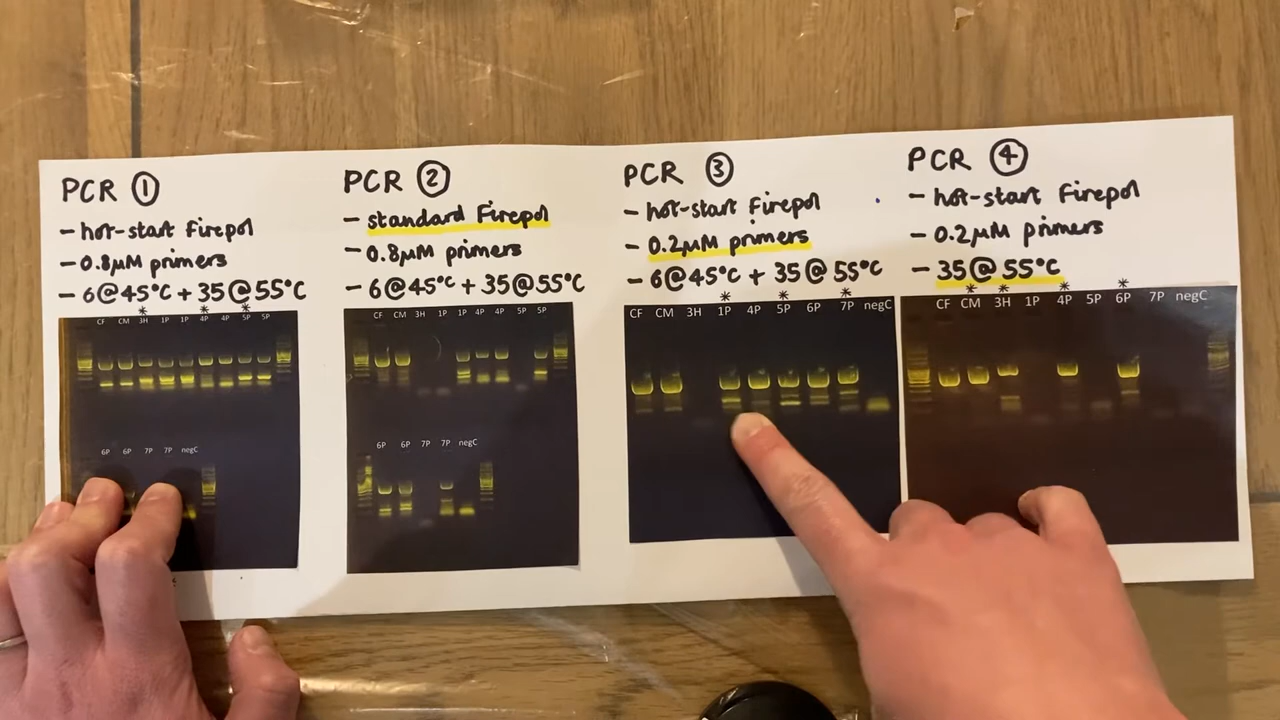 PCR ①
- hot-start Firepol
- 0.8µM primers
- 6@45°C + 35@55°C
* * *
CF CM 3H 1P 1P 4P 4P 5P 5P
6P 6P 7P 7P negC
PCR ②
- standard Firepol
- 0.8µM primers
- 6@45°C + 35@55°C
CF CM 3H 1P 1P 4P 4P 5P 5P
6P 6P 7P 7P negC
PCR ③
- hot-start Firepol
- 0.2µM primers
- 6@45°C + 35@55°C
* * *
CF CM 3H 1P 4P 5P 6P 7P negC
PCR ④
- hot-start Firepol
- 0.2µM primers
- 35@55°C
* * * *
CF CM 3H 1P 4P 5P 6P 7P negC